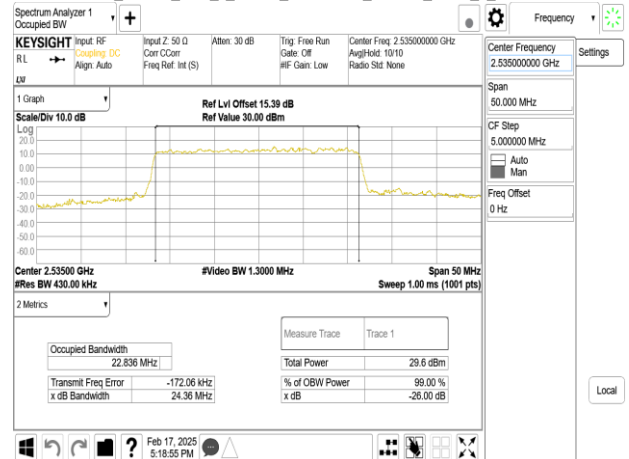 Spectrum Analyzer 1
Occupied BW
Frequency
KEYSIGHT
RL
LXI
Input: RF
Coupling: DC
Align: Auto
Input Z: 50 Ω
Corr CCorr
Freq Ref: Int (S)
Atten: 30 dB
Trig: Free Run
Gate: Off
#IF Gain: Low
Center Freq: 2.535000000 GHz
Avg|Hold: 10/10
Radio Std: None
Center Frequency
2.535000000 GHz
Settings
Span
50.000 MHz
CF Step
5.000000 MHz
Auto
Man
Freq Offset
0 Hz
Local
1 Graph
Scale/Div 10.0 dB
Ref Lvl Offset 15.39 dB
Ref Value 30.00 dBm
Log
20.0
10.0
0.00
-10.0
-20.0
-30.0
-40.0
-50.0
-60.0
Center 2.53500 GHz
#Video BW 1.3000 MHz
Span 50 MHz
#Res BW 430.00 kHz
Sweep 1.00 ms (1001 pts)
2 Metrics
Measure Trace Trace 1
Occupied Bandwidth
22.836 MHz
Total Power 29.6 dBm
Transmit Freq Error -172.06 kHz
% of OBW Power 99.00 %
x dB Bandwidth 24.36 MHz
x dB -26.00 dB
?
Feb 17, 2025
5:18:55 PM